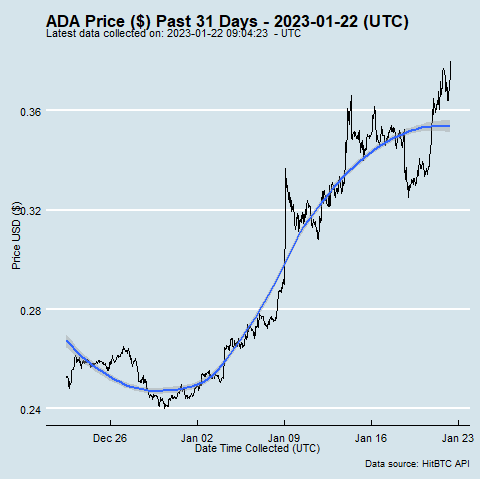 ADA Price ($) Past 31 Days - 2023-01-22 (UTC)
Latest data collected on: 2023-01-22 09:04:23  - UTC
Price USD ($)
0.36
0.32
0.28
0.24
Dec 26 Jan 02 Jan 09 Jan 16 Jan 23
Date Time Collected (UTC)
Data source: HitBTC API